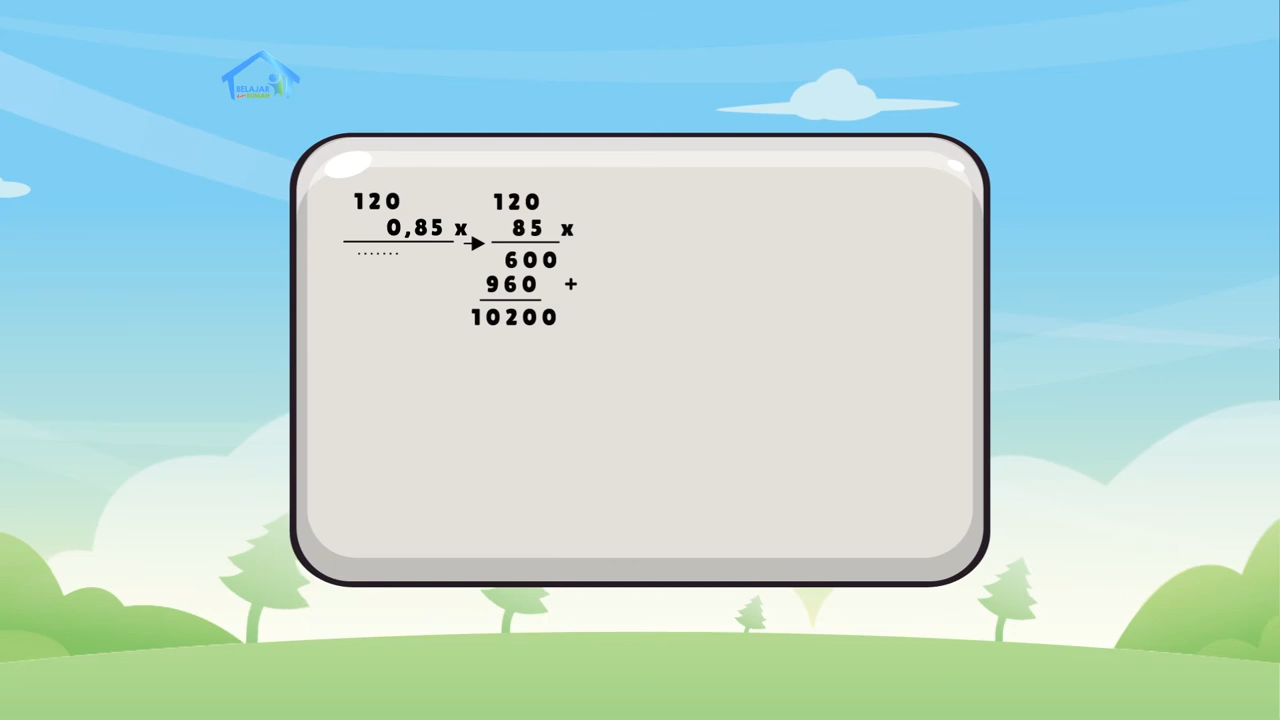 BELAJAR
120
0,85 x
.......
120
85 x
600
960 +
10200